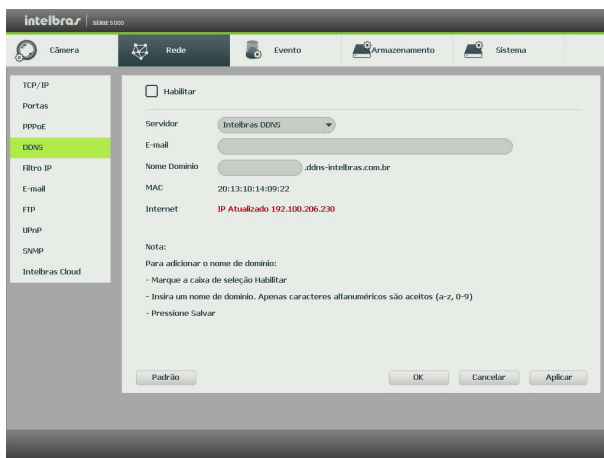 intelbras SÉRIE 5000
Câmera Rede Evento Armazenamento Sistema
TCP/IP
Portas
PPPoE
DDNS
Filtro IP
E-mail
FTP
UPnP
SNMP
Intelbras Cloud
Habilitar
Servidor Intelbras DDNS
E-mail
Nome Dominio .ddns-intelbras.com.br
MAC 20:13:10:14:09:22
Internet IP Atualizado 192.100.206.230
Nota:
Para adicionar o nome de domínio:
- Marque a caixa de seleção Habilitar
- Insira um nome de domínio. Apenas caracteres alfanuméricos são aceitos (a-z, 0-9)
- Pressione Salvar
Padrão OK Cancelar Aplicar